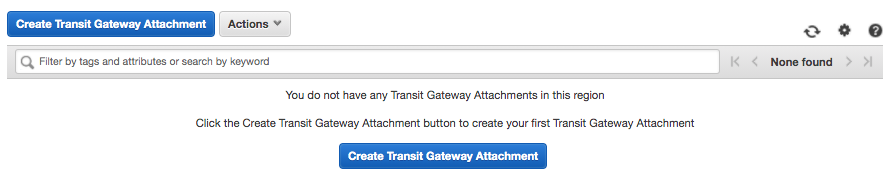 Create Transit Gateway Attachment Actions
Filter by tags and attributes or search by keyword None found
You do not have any Transit Gateway Attachments in this region
Click the Create Transit Gateway Attachment button to create your first Transit Gateway Attachment
Create Transit Gateway Attachment